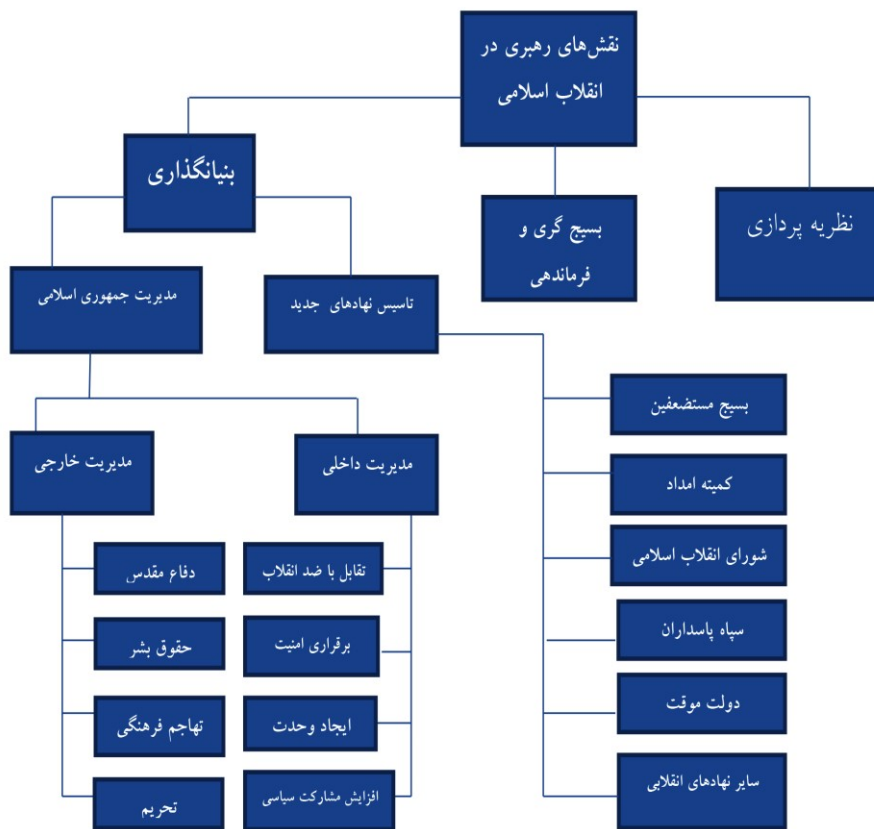 نقش‌های رهبری در
انقلاب اسلامی
نظریه پردازی
بسیج گری و
فرماندهی
بنیانگذاری
تاسیس نهادهای جدید
مدیریت جمهوری اسلامی
بسیج مستضعفین
کمیته امداد
شورای انقلاب اسلامی
سپاه پاسداران
دولت موقت
سایر نهادهای انقلابی
مدیریت داخلی
تقابل با ضد انقلاب
برقراری امنیت
ایجاد وحدت
افزایش مشارکت سیاسی
مدیریت خارجی
دفاع مقدس
حقوق بشر
تهاجم فرهنگی
تحریم